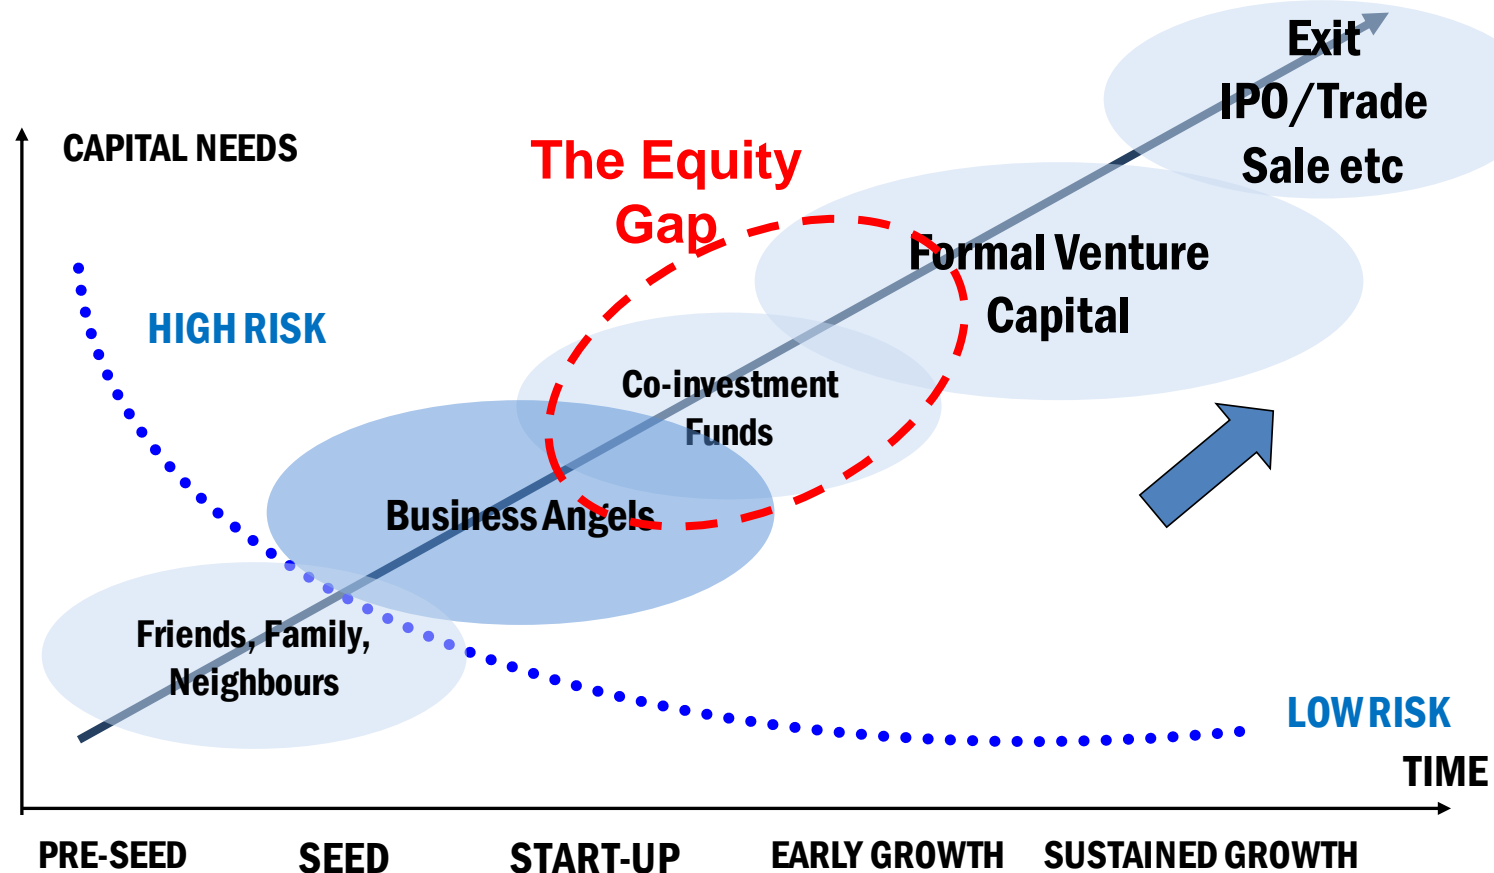 Exit
IPO/Trade
Sale etc
CAPITAL NEEDS
The Equity
Gap
Formal Venture
Capital
HIGH RISK
Co-investment
Funds
Business Angels
Friends, Family,
Neighbours
LOW RISK
TIME
PRE-SEED
SEED
START-UP
EARLY GROWTH
SUSTAINED GROWTH